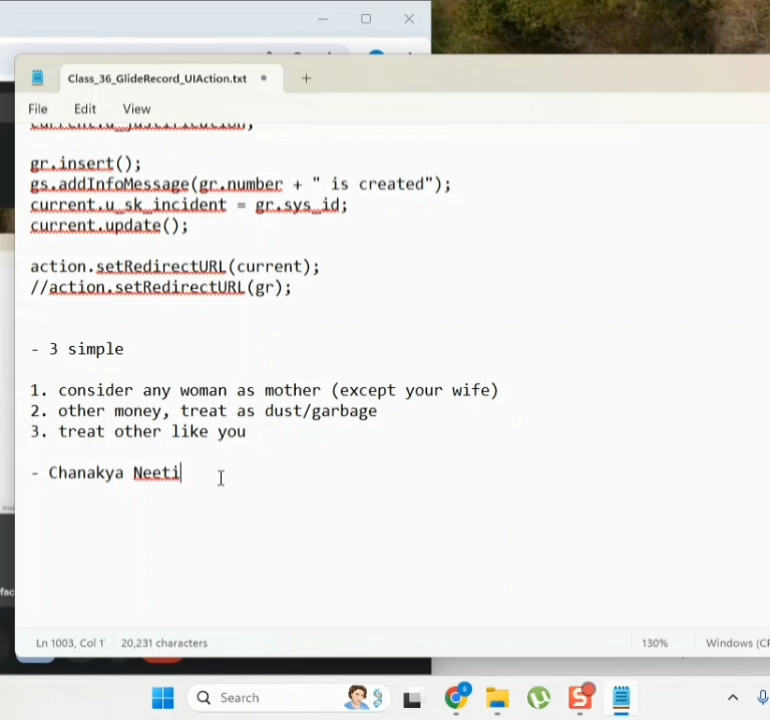 Class_36_GlideRecord_UIAction.txt
File Edit View
gr.insert();
gs.addInfoMessage(gr.number + " is created");
current.u_sk_incident = gr.sys_id;
current.update();
action.setRedirectURL(current);
//action.setRedirectURL(gr);
- 3 simple
1. consider any woman as mother (except your wife)
2. other money, treat as dust/garbage
3. treat other like you
- Chanakya Neeti
Ln 1003, Col 1 20,231 characters 130% Windows (CR
Search